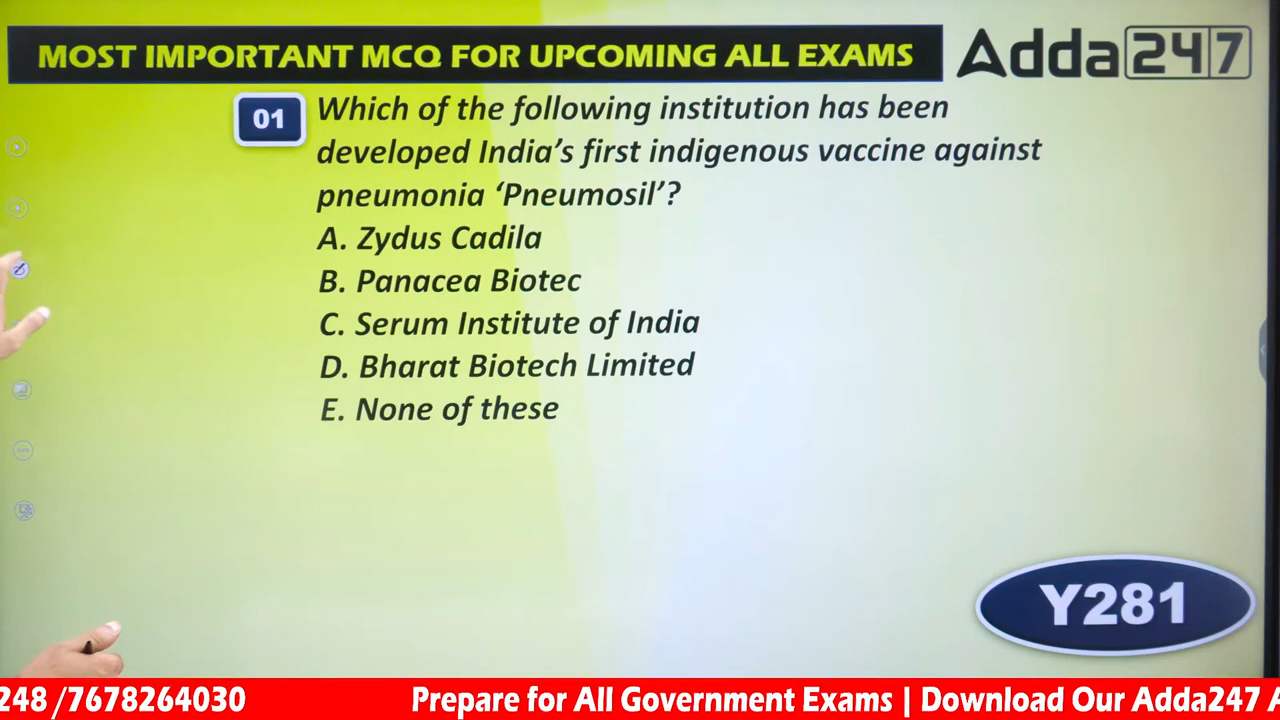 MOST IMPORTANT MCQ FOR UPCOMING ALL EXAMS
Adda247
01
Which of the following institution has been
developed India's first indigenous vaccine against
pneumonia ‘Pneumosil’?
A. Zydus Cadila
B. Panacea Biotec
C. Serum Institute of India
D. Bharat Biotech Limited
E. None of these
Y281
248 /7678264030
Prepare for All Government Exams | Download Our Adda247 A